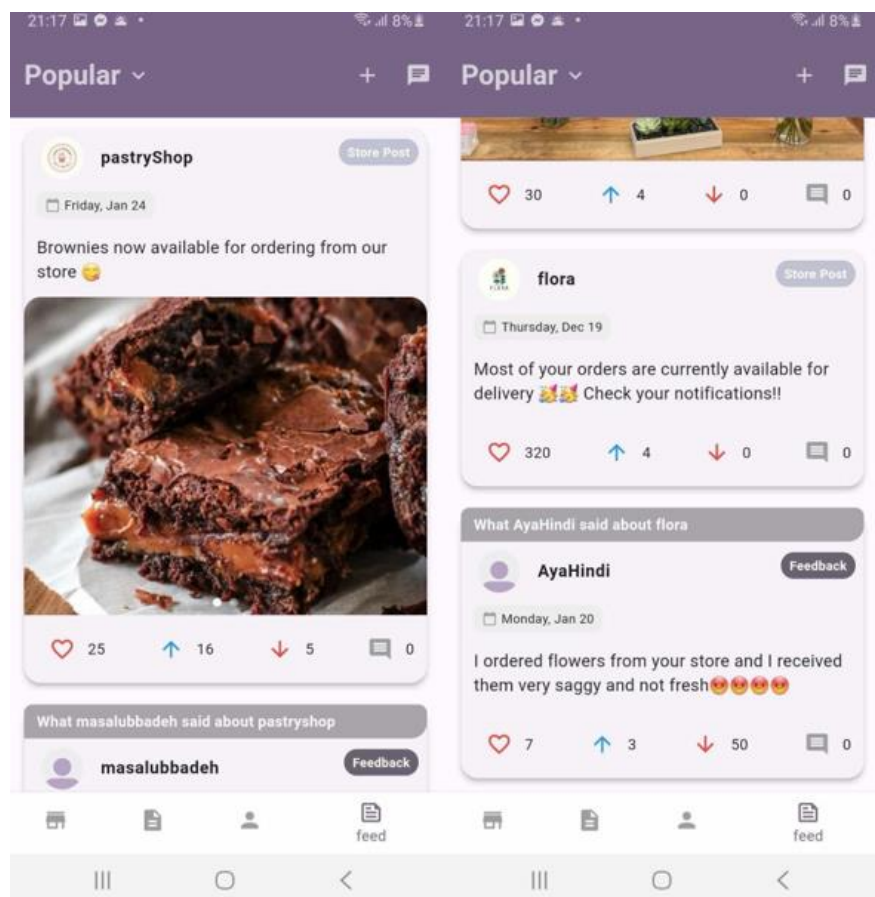 21:17 8%
Popular
pastryShop
Store Post
Friday, Jan 24
Brownies now available for ordering from our
store 😋
25 16 5 0
What masalubbadeh said about pastryshop
masalubbadeh
Feedback
feed
21:17 8%
Popular
30 4 0 0
flora
Store Post
FLORA
Thursday, Dec 19
Most of your orders are currently available for
delivery 🥳🥳 Check your notifications!!
320 4 0 0
What AyaHindi said about flora
AyaHindi
Feedback
Monday, Jan 20
I ordered flowers from your store and I received
them very saggy and not fresh😡😡😡😡
7 3 50 0
feed